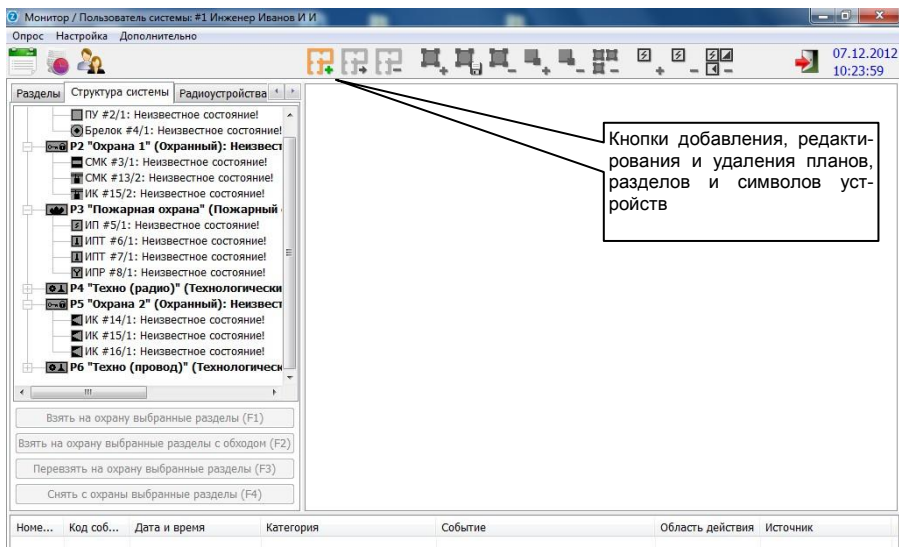 Монитор / Пользователь системы: #1 Инженер Иванов И И
Опрос Настройка Дополнительно
07.12.2012
10:23:59
Разделы Структура системы Радиоустройства
ПУ #2/1: Неизвестное состояние!
Брелок #4/1: Неизвестное состояние!
Р2 "Охрана 1" (Охранный): Неизвест
СМК #3/1: Неизвестное состояние!
СМК #13/2: Неизвестное состояние!
ИК #15/2: Неизвестное состояние!
Р3 "Пожарная охрана" (Пожарный
ИП #5/1: Неизвестное состояние!
ИПТ #6/1: Неизвестное состояние!
ИПТ #7/1: Неизвестное состояние!
ИПР #8/1: Неизвестное состояние!
Р4 "Техно (радио)" (Технологически
Р5 "Охрана 2" (Охранный): Неизвест
ИК #14/1: Неизвестное состояние!
ИК #15/1: Неизвестное состояние!
ИК #16/1: Неизвестное состояние!
Р6 "Техно (провод)" (Технологическ
Взять на охрану выбранные разделы (F1)
Взять на охрану выбранные разделы с обходом (F2)
Перевзять на охрану выбранные разделы (F3)
Снять с охраны выбранные разделы (F4)
Кнопки добавления, редакти-
рования и удаления планов,
разделов и символов уст-
ройств
Номе... Код соб... Дата и время Категория Событие Область действия Источник